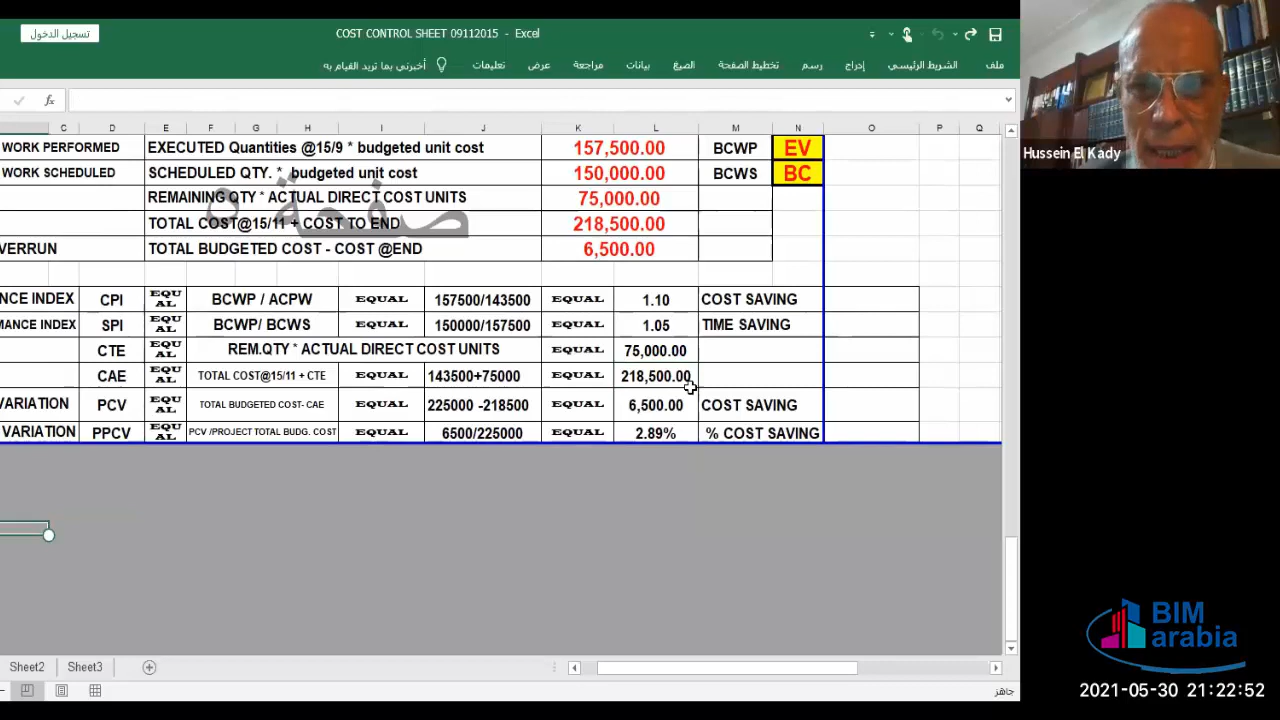 تسجيل الدخول
COST CONTROL SHEET 09112015 - Excel
ملف الشريط الرئيسي إدراج رسم تخطيط الصفحة الصيغ بيانات مراجعة عرض تعليمات أخبرني بما تريد القيام به
fx
C D E F G H I J K L M N O P Q
WORK PERFORMED EXECUTED Quantities @15/9 * budgeted unit cost 157,500.00 BCWP EV
WORK SCHEDULED SCHEDULED QTY. * budgeted unit cost 150,000.00 BCWS BC
REMAINING QTY * ACTUAL DIRECT COST UNITS 75,000.00
TOTAL COST@15/11 + COST TO END 218,500.00
VERRUN TOTAL BUDGETED COST - COST @END 6,500.00
صفحة ٥
NCE INDEX CPI EQUAL BCWP / ACPW EQUAL 157500/143500 EQUAL 1.10 COST SAVING
MANCE INDEX SPI EQUAL BCWP/ BCWS EQUAL 150000/157500 EQUAL 1.05 TIME SAVING
CTE EQUAL REM.QTY * ACTUAL DIRECT COST UNITS EQUAL 75,000.00
CAE EQUAL TOTAL COST@15/11 + CTE EQUAL 143500+75000 EQUAL 218,500.00
VARIATION PCV EQUAL TOTAL BUDGETED COST- CAE EQUAL 225000 -218500 EQUAL 6,500.00 COST SAVING
VARIATION PPCV EQUAL PCV /PROJECT TOTAL BUDG. COST EQUAL 6500/225000 EQUAL 2.89% % COST SAVING
Sheet2 Sheet3
جاهز
Hussein El Kady
BIM
arabia
2021-05-30 21:22:52